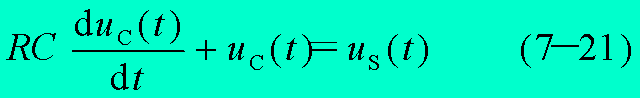 RC du_C(t)/dt + u_C(t) = u_S(t) (7−21)